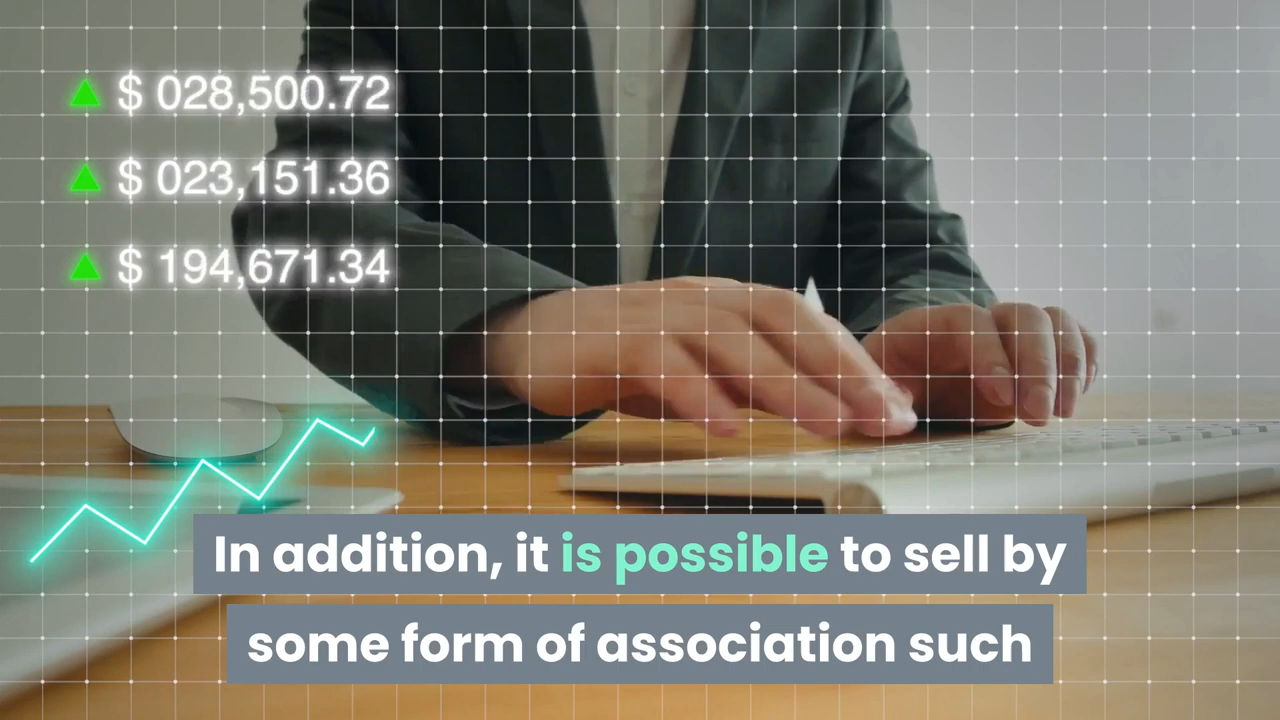 $ 028,500.72
$ 023,151.36
$ 194,671.34
In addition, it is possible to sell by
some form of association such